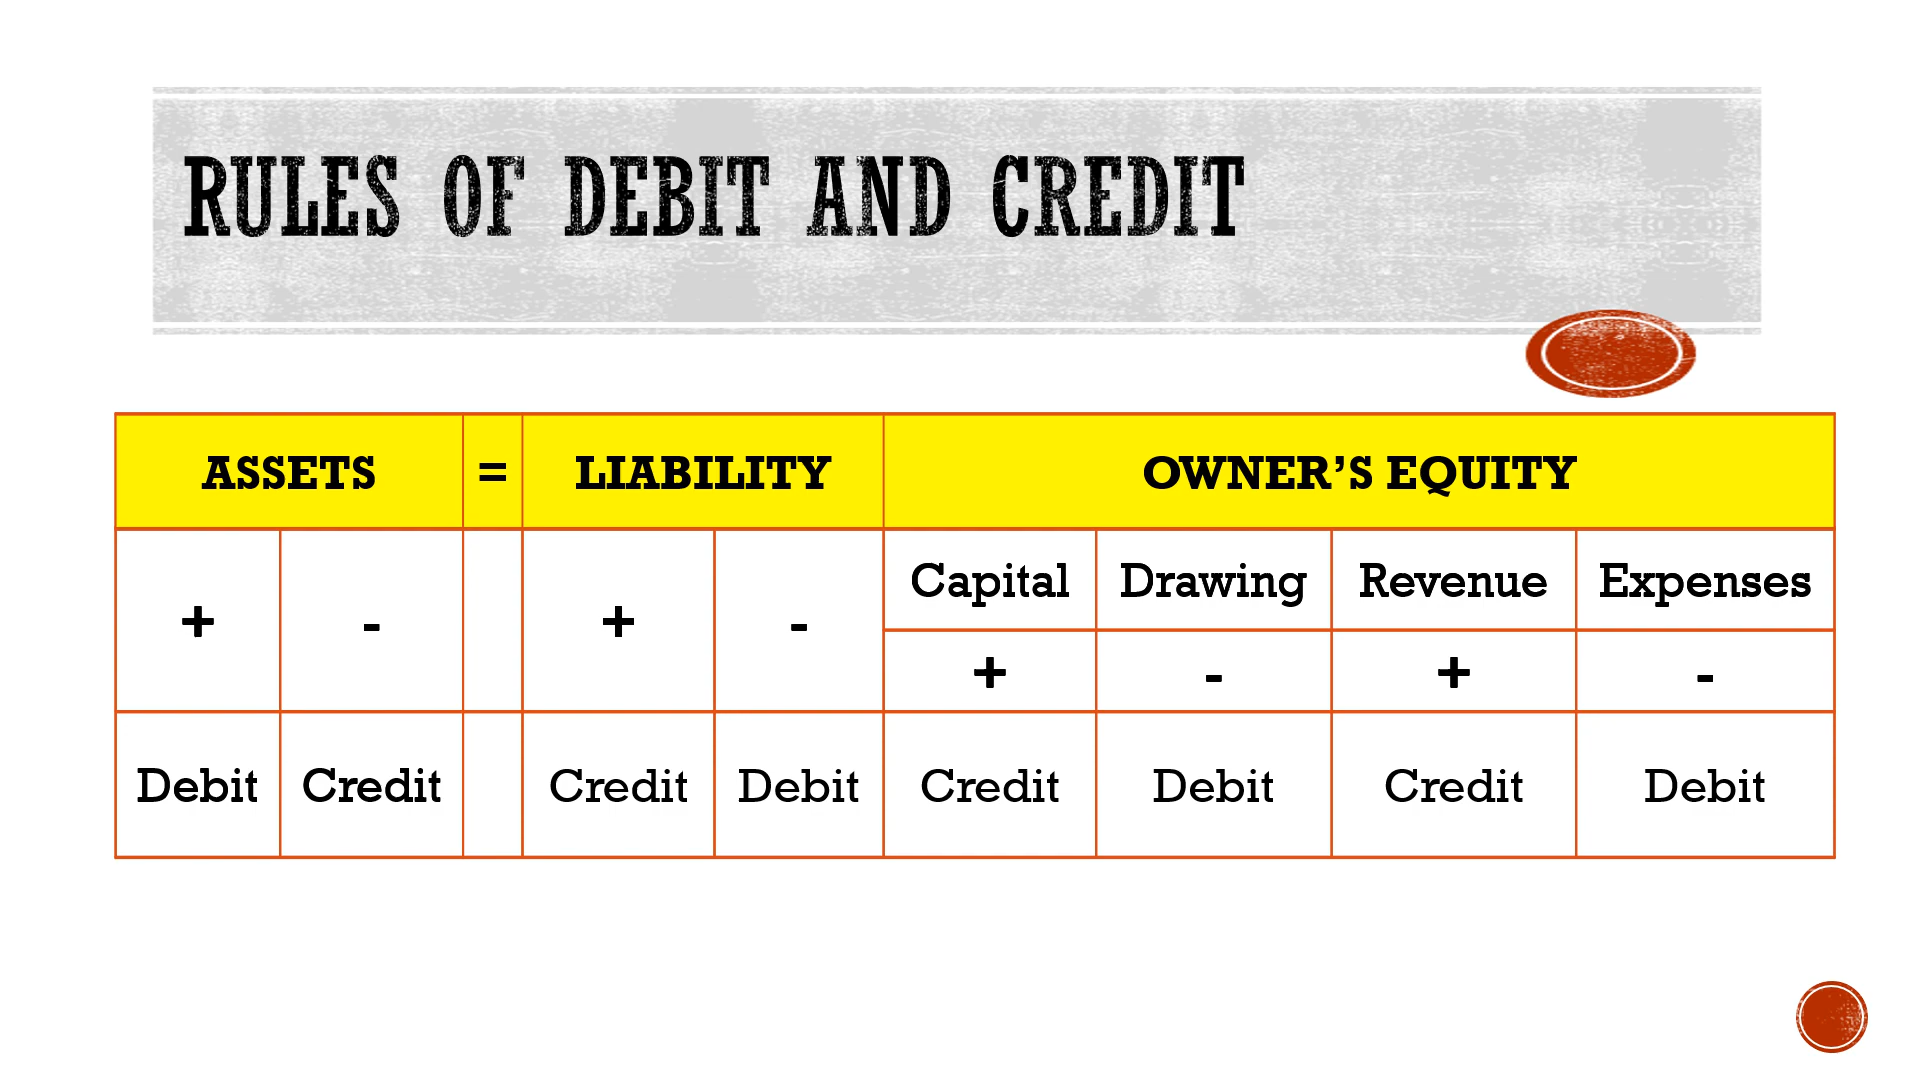 RULES OF DEBIT AND CREDIT
ASSETS = LIABILITY OWNER’S EQUITY
Capital Drawing Revenue Expenses
+ - + -
+ - + -
Debit Credit Credit Debit Credit Debit Credit Debit